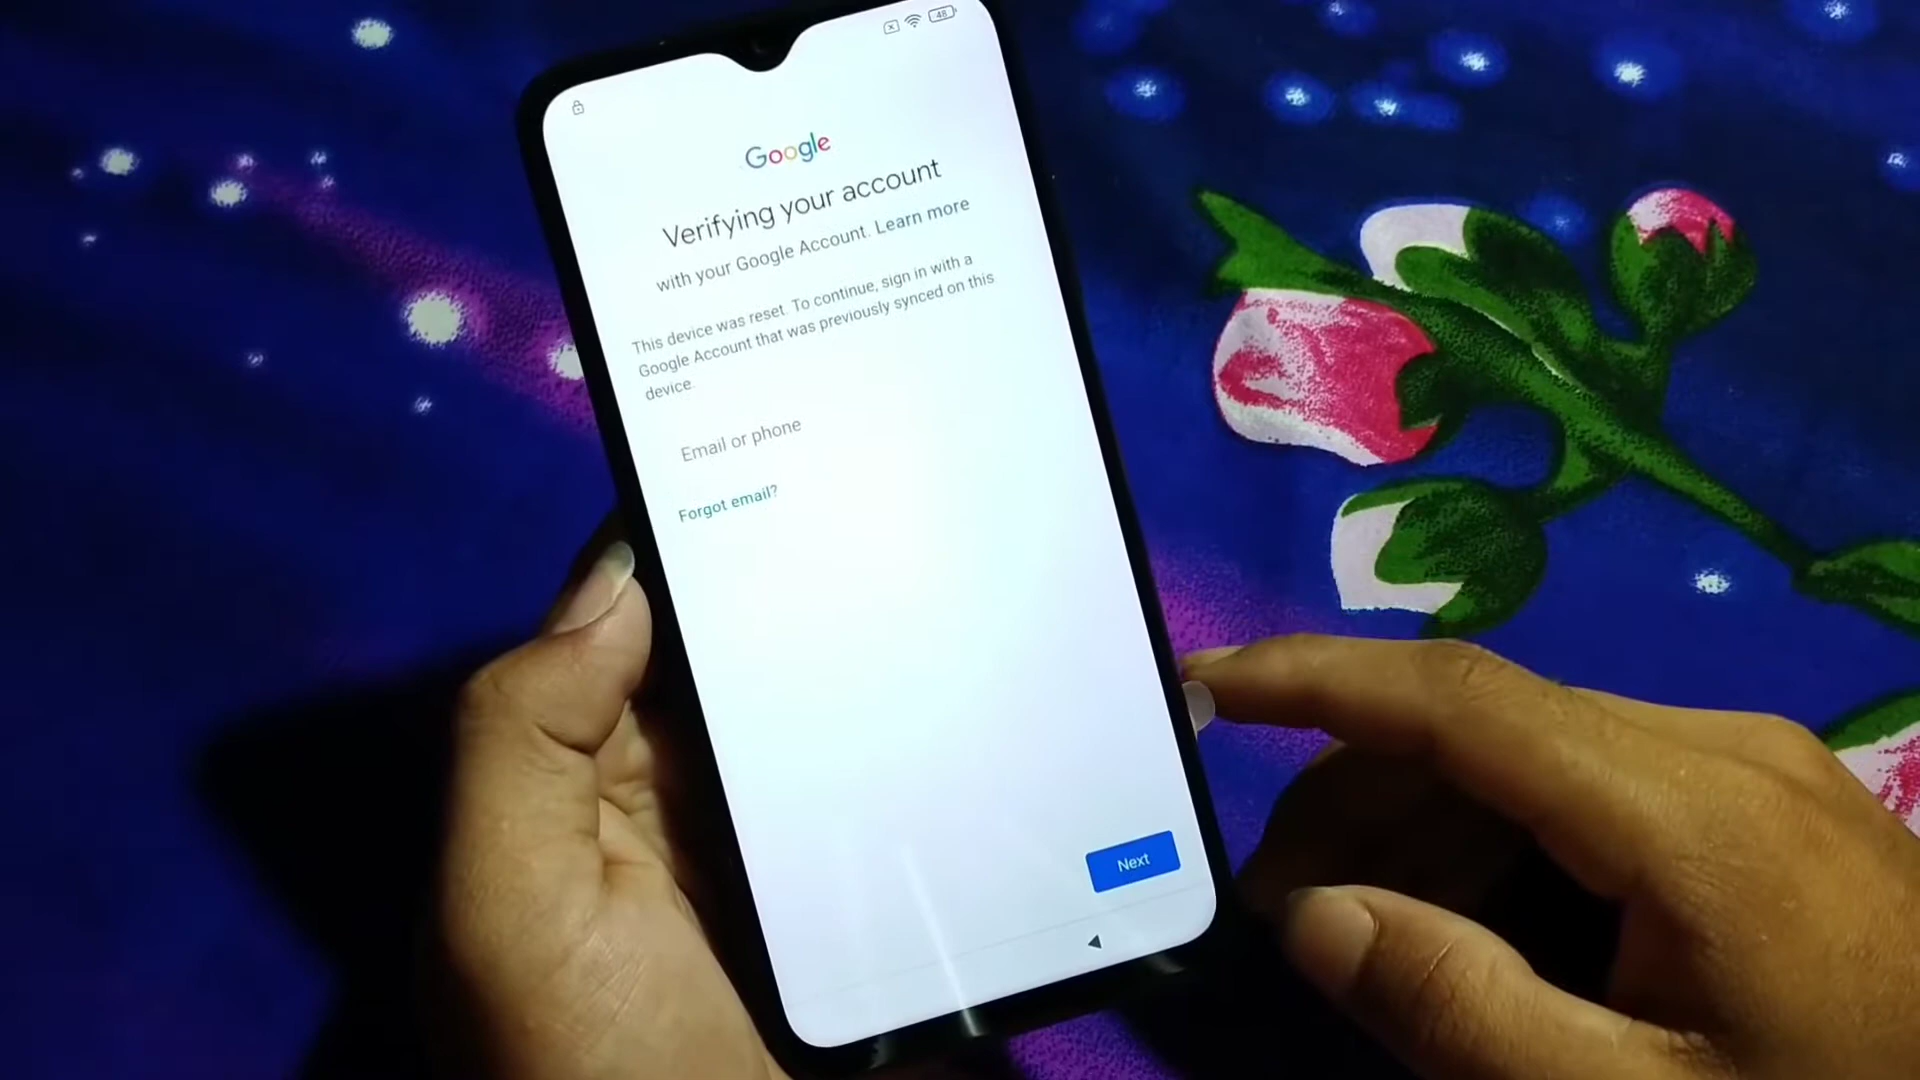 48
Google
Verifying your account
with your Google Account. Learn more
This device was reset. To continue, sign in with a
Google Account that was previously synced on this
device.
Email or phone
Forgot email?
Next